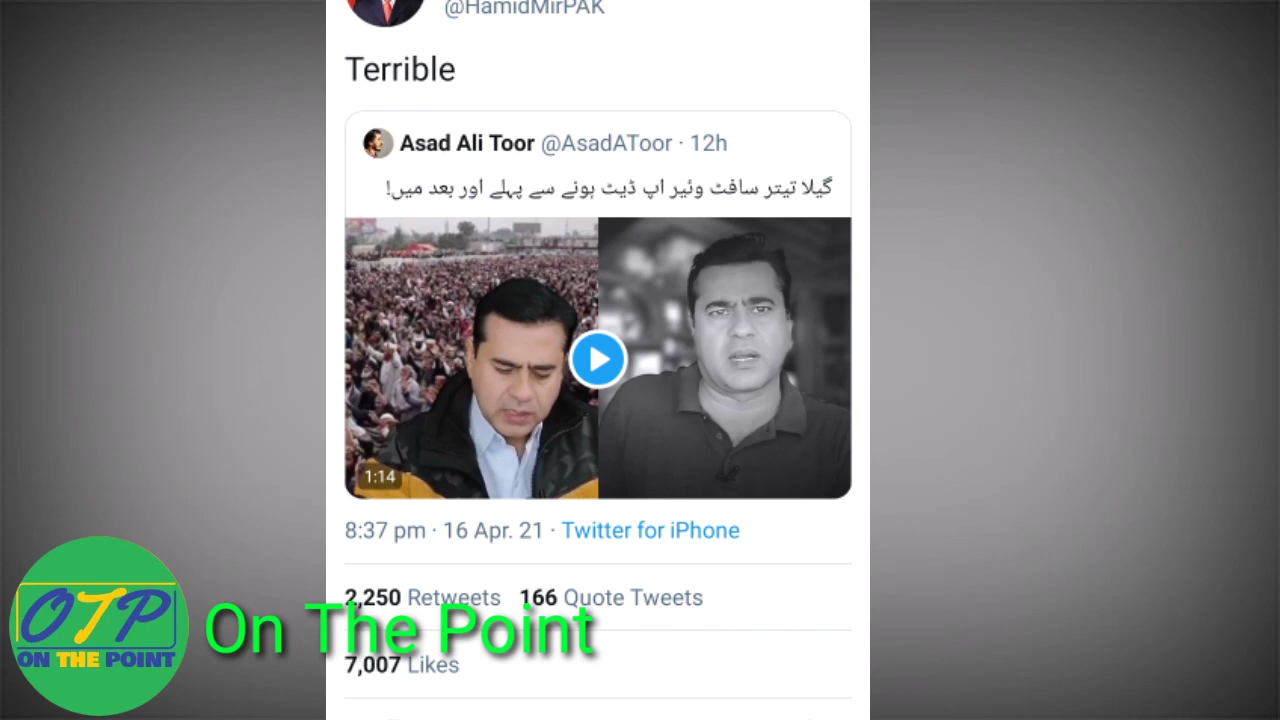 @HamidMirPAK
Terrible
Asad Ali Toor @AsadAToor · 12h
گیلا تیتر سافٹ وئیر اپ ڈیٹ ہونے سے پہلے اور بعد میں!
1:14
8:37 pm · 16 Apr. 21 · Twitter for iPhone
2,250 Retweets 166 Quote Tweets
7,007 Likes
OTP
ON THE POINT
On The Point